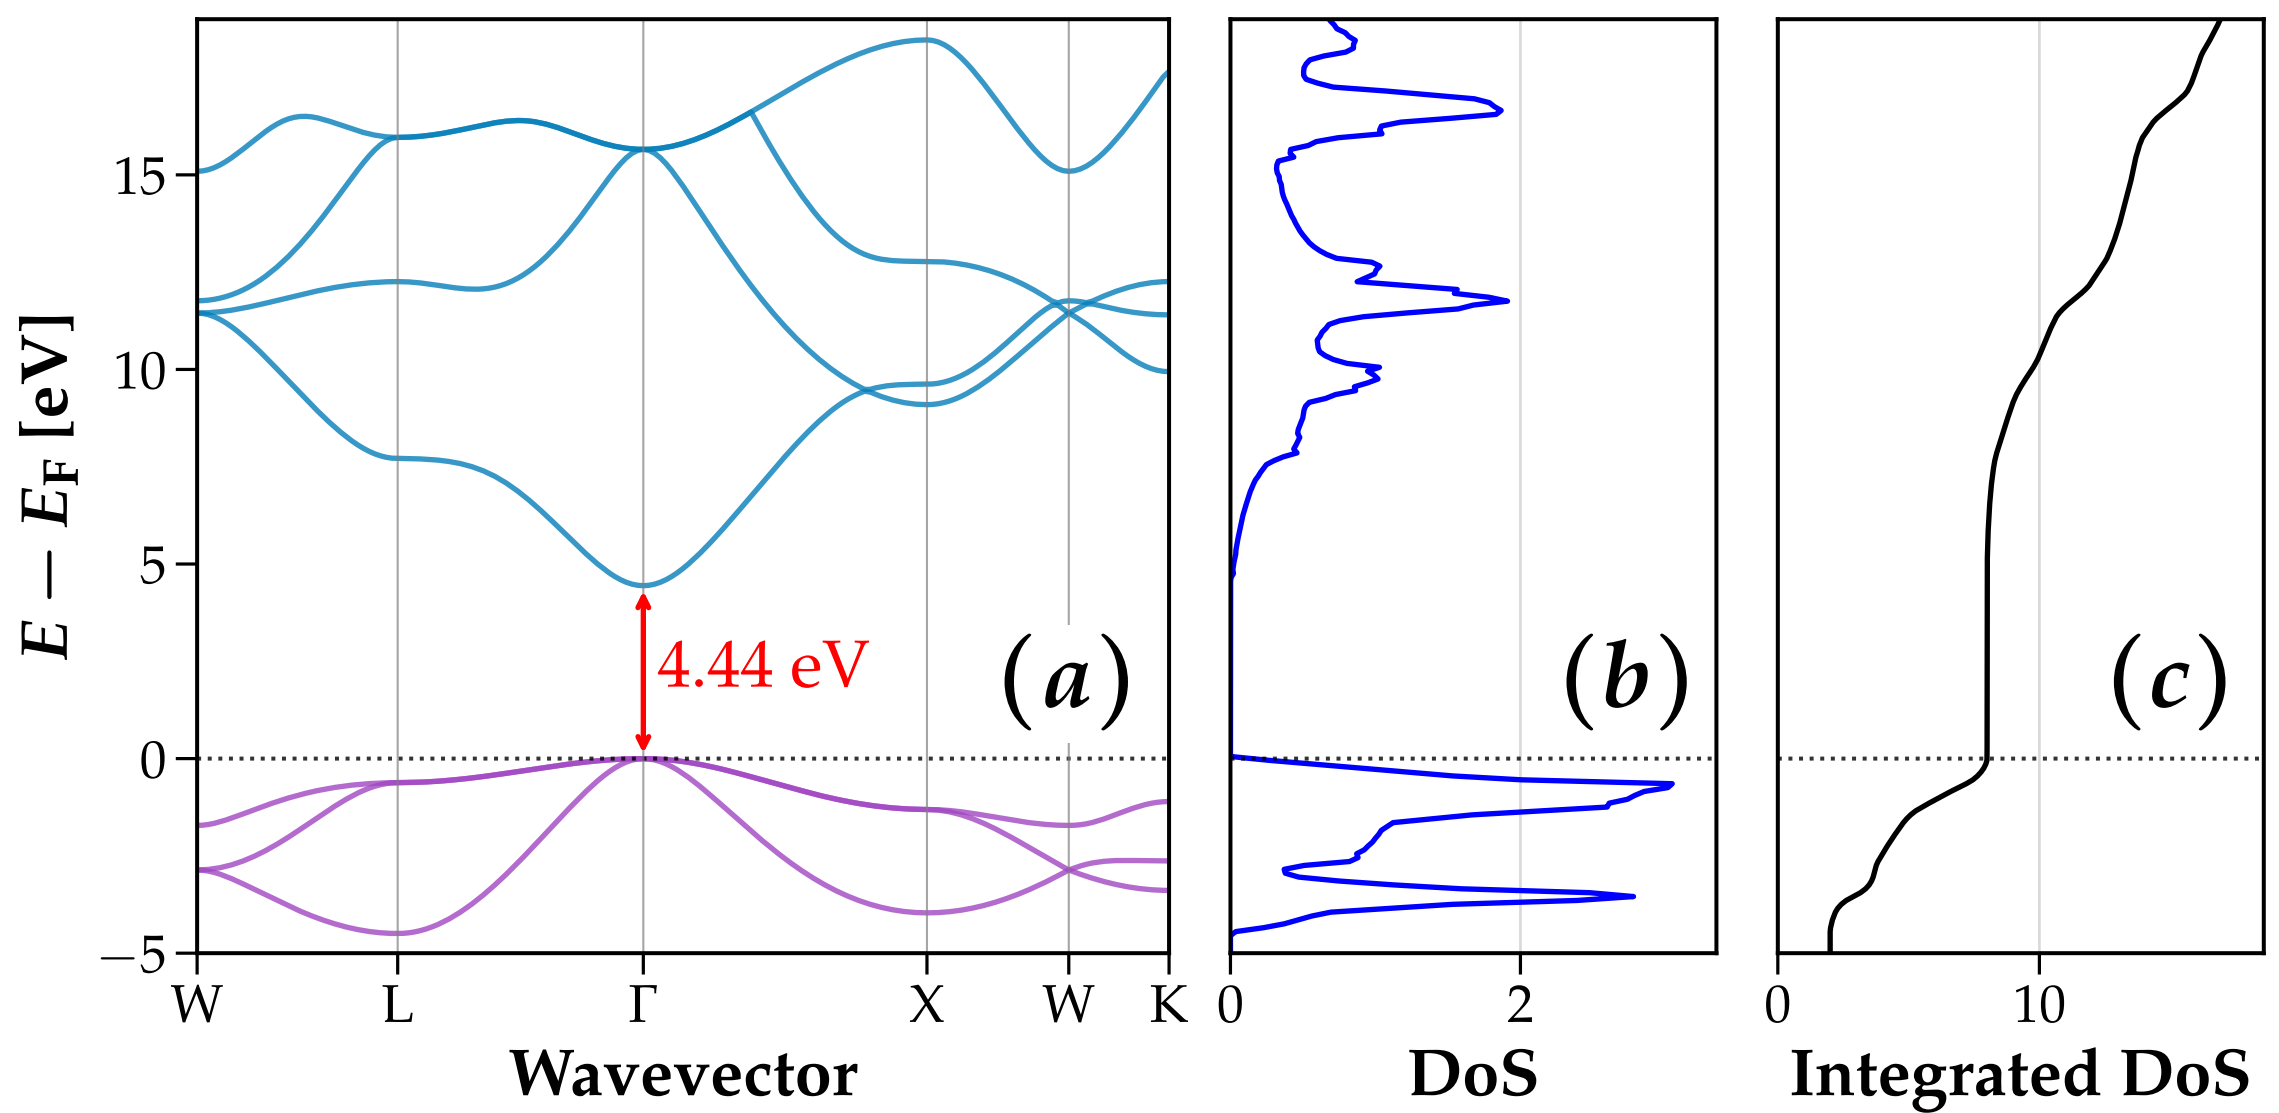 E − E_F [eV]
15
10
5
0
−5
4.44 eV
(a)
(b)
(c)
W L Γ X W K
0 2
0 10
Wavevector
DoS
Integrated DoS